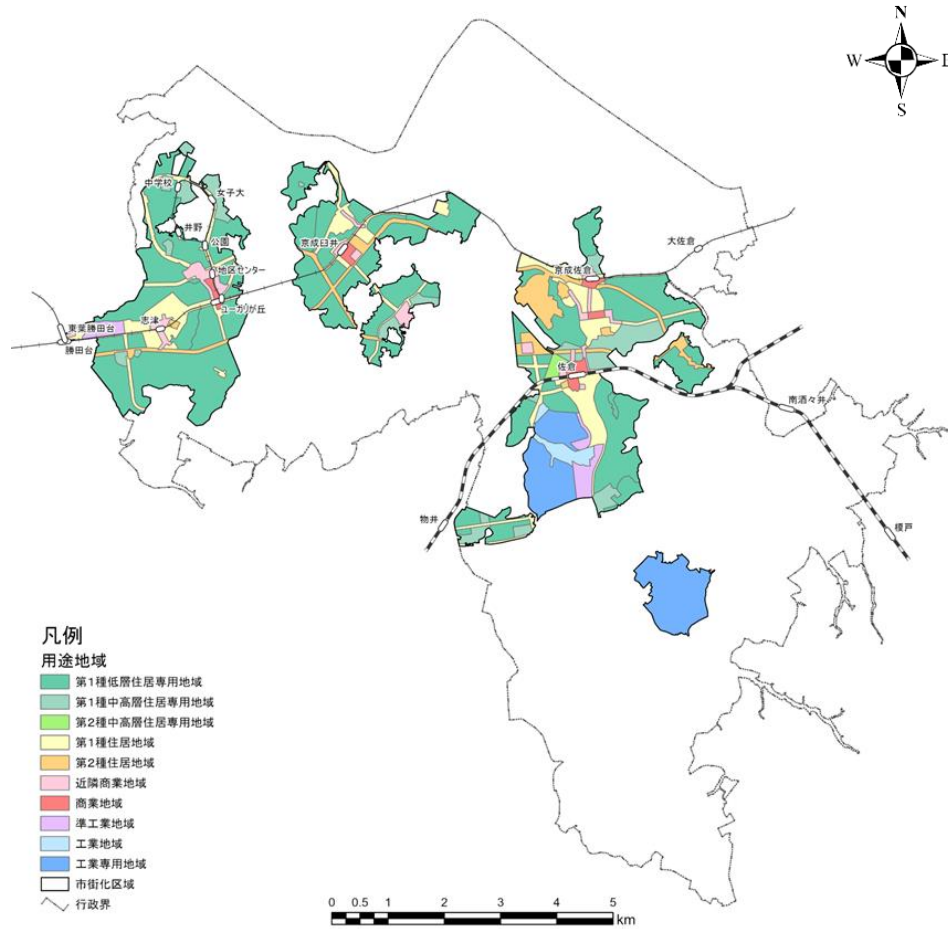 N
W
D
S
中学校
女子大
井野
公園
地区センター
ユーカリが丘
志津
東葉勝田台
勝田台
京成臼井
大佐倉
京成佐倉
佐倉
南酒々井
物井
榎戸
凡例
用途地域
第1種低層住居専用地域
第1種中高層住居専用地域
第2種中高層住居専用地域
第1種住居地域
第2種住居地域
近隣商業地域
商業地域
準工業地域
工業地域
工業専用地域
市街化区域
行政界
0 0.5 1 2 3 4 5
km